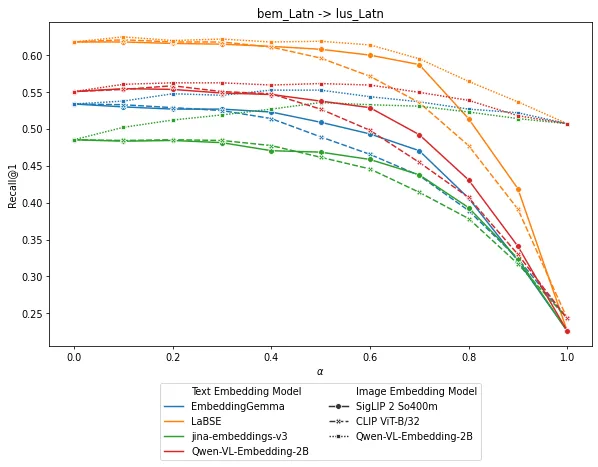 bem_Latn -> lus_Latn
Recall@1
0.60
0.55
0.50
0.45
0.40
0.35
0.30
0.25
0.0 0.2 0.4 0.6 0.8 1.0
α
Text Embedding Model
EmbeddingGemma
LaBSE
jina-embeddings-v3
Qwen-VL-Embedding-2B
Image Embedding Model
SigLIP 2 So400m
CLIP ViT-B/32
Qwen-VL-Embedding-2B